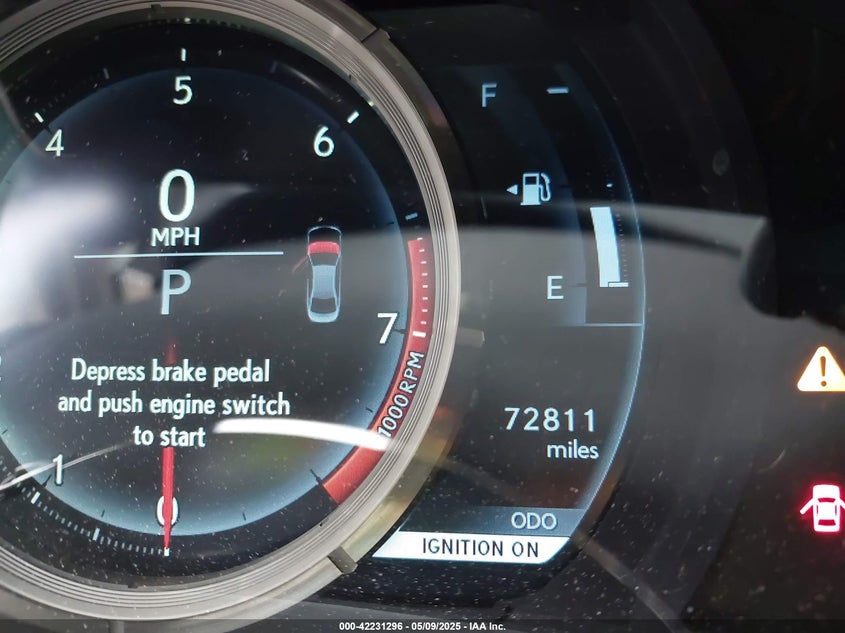 5
4
6
F
0
MPH
P
E
7
Depress brake pedal
and push engine switch
to start
1000RPM
72811
miles
1
0
ODO
IGNITION ON
000-42231296 - 05/09/2025 - IAA Inc.